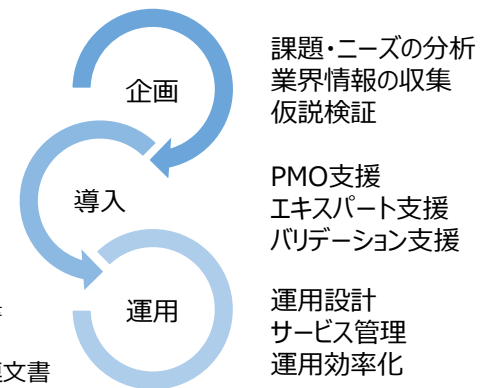 企画
課題・ニーズの分析
業界情報の収集
仮説検証
導入
PMO支援
エキスパート支援
バリデーション支援
運用
運用設計
サービス管理
運用効率化
文書